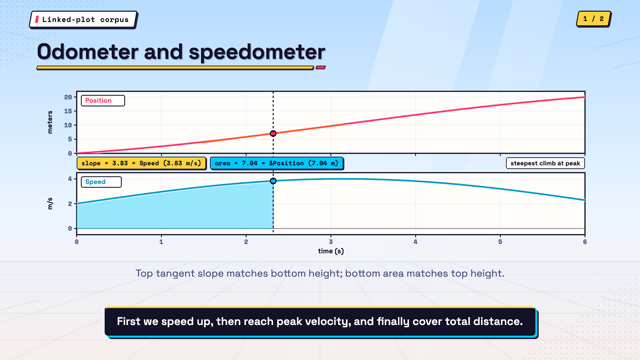 Linked-plot corpus
1 / 2
Odometer and speedometer
Position
meters
20
15
10
5
0
slope = 3.83 = Speed (3.83 m/s)
area = 7.04 = ΔPosition (7.04 m)
steepest climb at peak
Speed
m/s
4
2
0
0 1 2 3 4 5 6
time (s)
Top tangent slope matches bottom height; bottom area matches top height.
First we speed up, then reach peak velocity, and finally cover total distance.